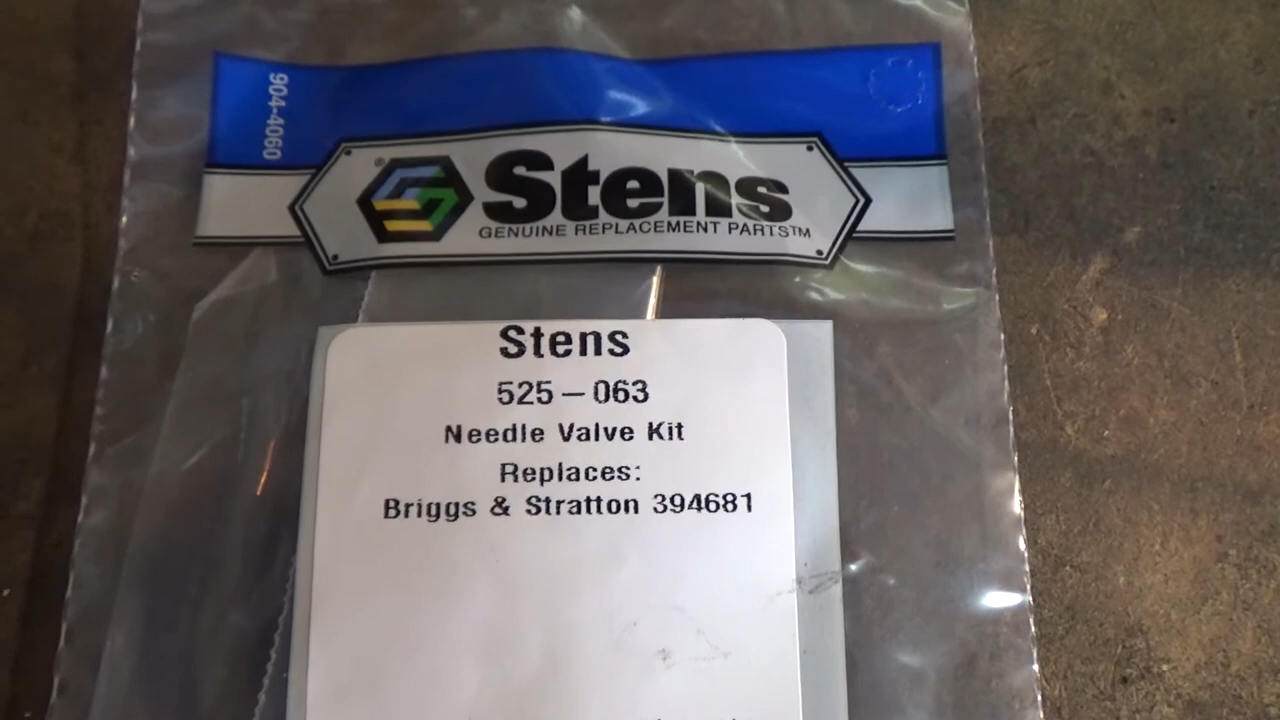 904-4060
Stens
GENUINE REPLACEMENT PARTS™
Stens
525-063
Needle Valve Kit
Replaces:
Briggs & Stratton 394681